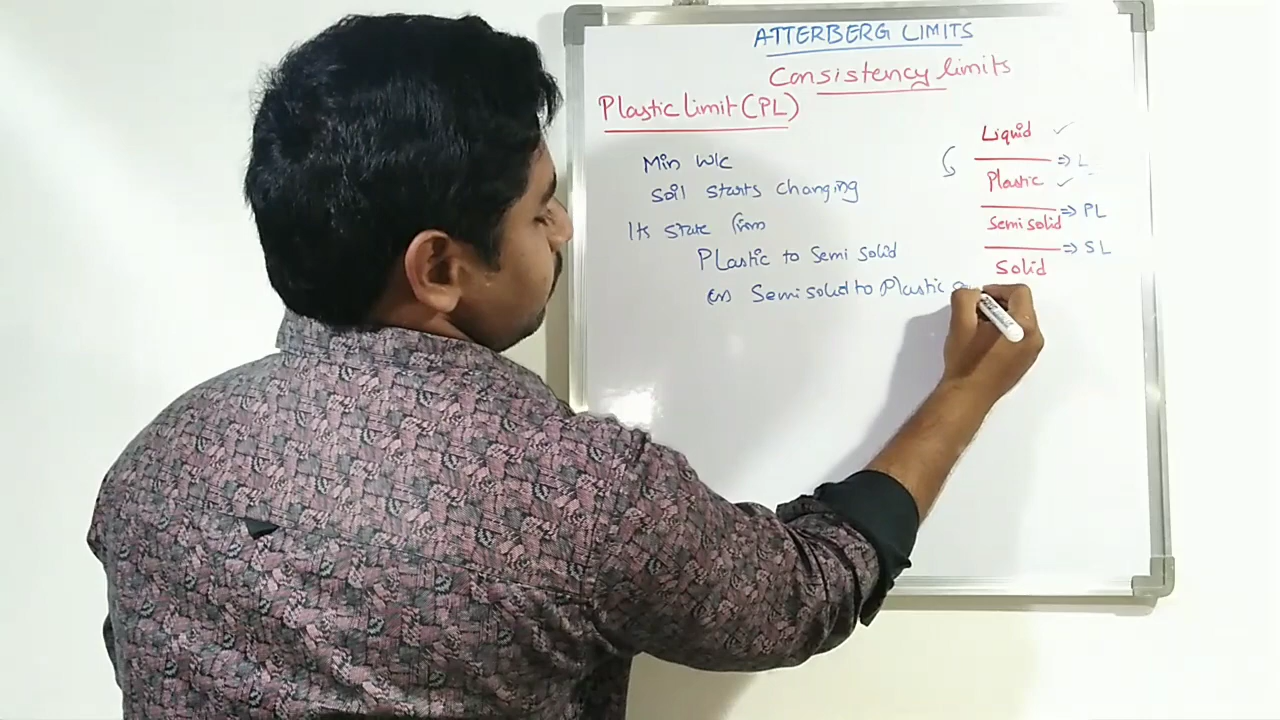 ATTERBERG LIMITS
Consistency limits
Plastic Limit (PL)
Min W/C
Soil starts changing
Its state from
Plastic to Semi Solid
(or) Semi solid to Plastic
Liquid ✓
⇒ L
Plastic ✓
⇒ PL
Semi solid
⇒ SL
Solid